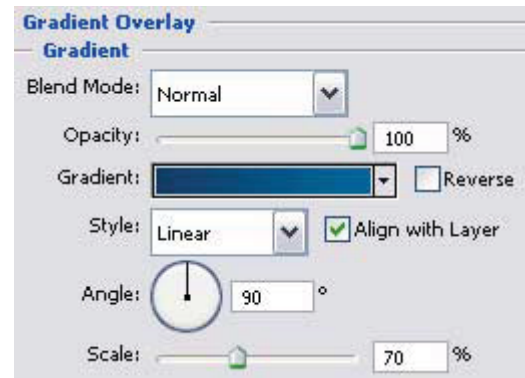 Gradient Overlay
Gradient
Blend Mode: Normal
Opacity: 100 %
Gradient: Reverse
Style: Linear Align with Layer
Angle: 90 °
Scale: 70 %